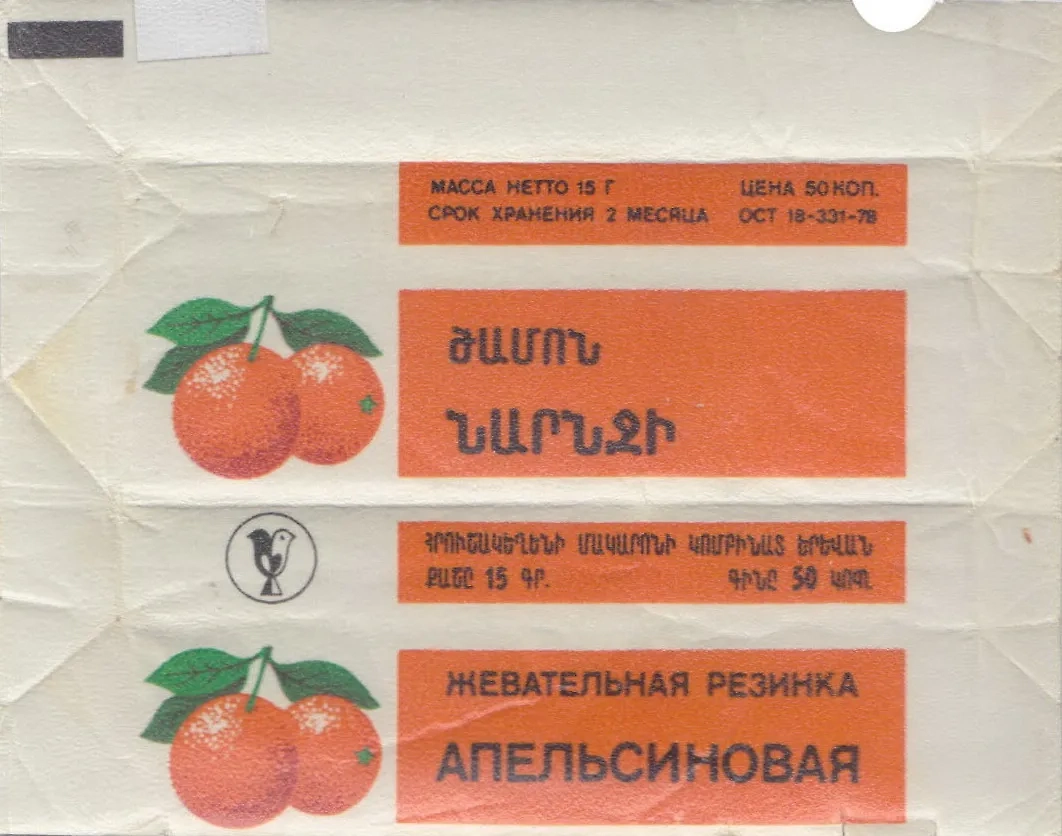 МАССА НЕТТО 15 Г ЦЕНА 50 КОП.
СРОК ХРАНЕНИЯ 2 МЕСЯЦА ОСТ 18-331-78
ԾԱՄՈՆ
ՆԱՐՆՋԻ
ՀՐՈՒՇԱԿԵՂԵՆԻ ՄԱԿԱՐՈՆԻ ԿՈՄԲԻՆԱՏ ԵՐԵՎԱՆ
ՔԱՇԸ 15 ԳՐ. ԳԻՆԸ 50 ԿՈՊ.
ЖЕВАТЕЛЬНАЯ РЕЗИНКА
АПЕЛЬСИНОВАЯ